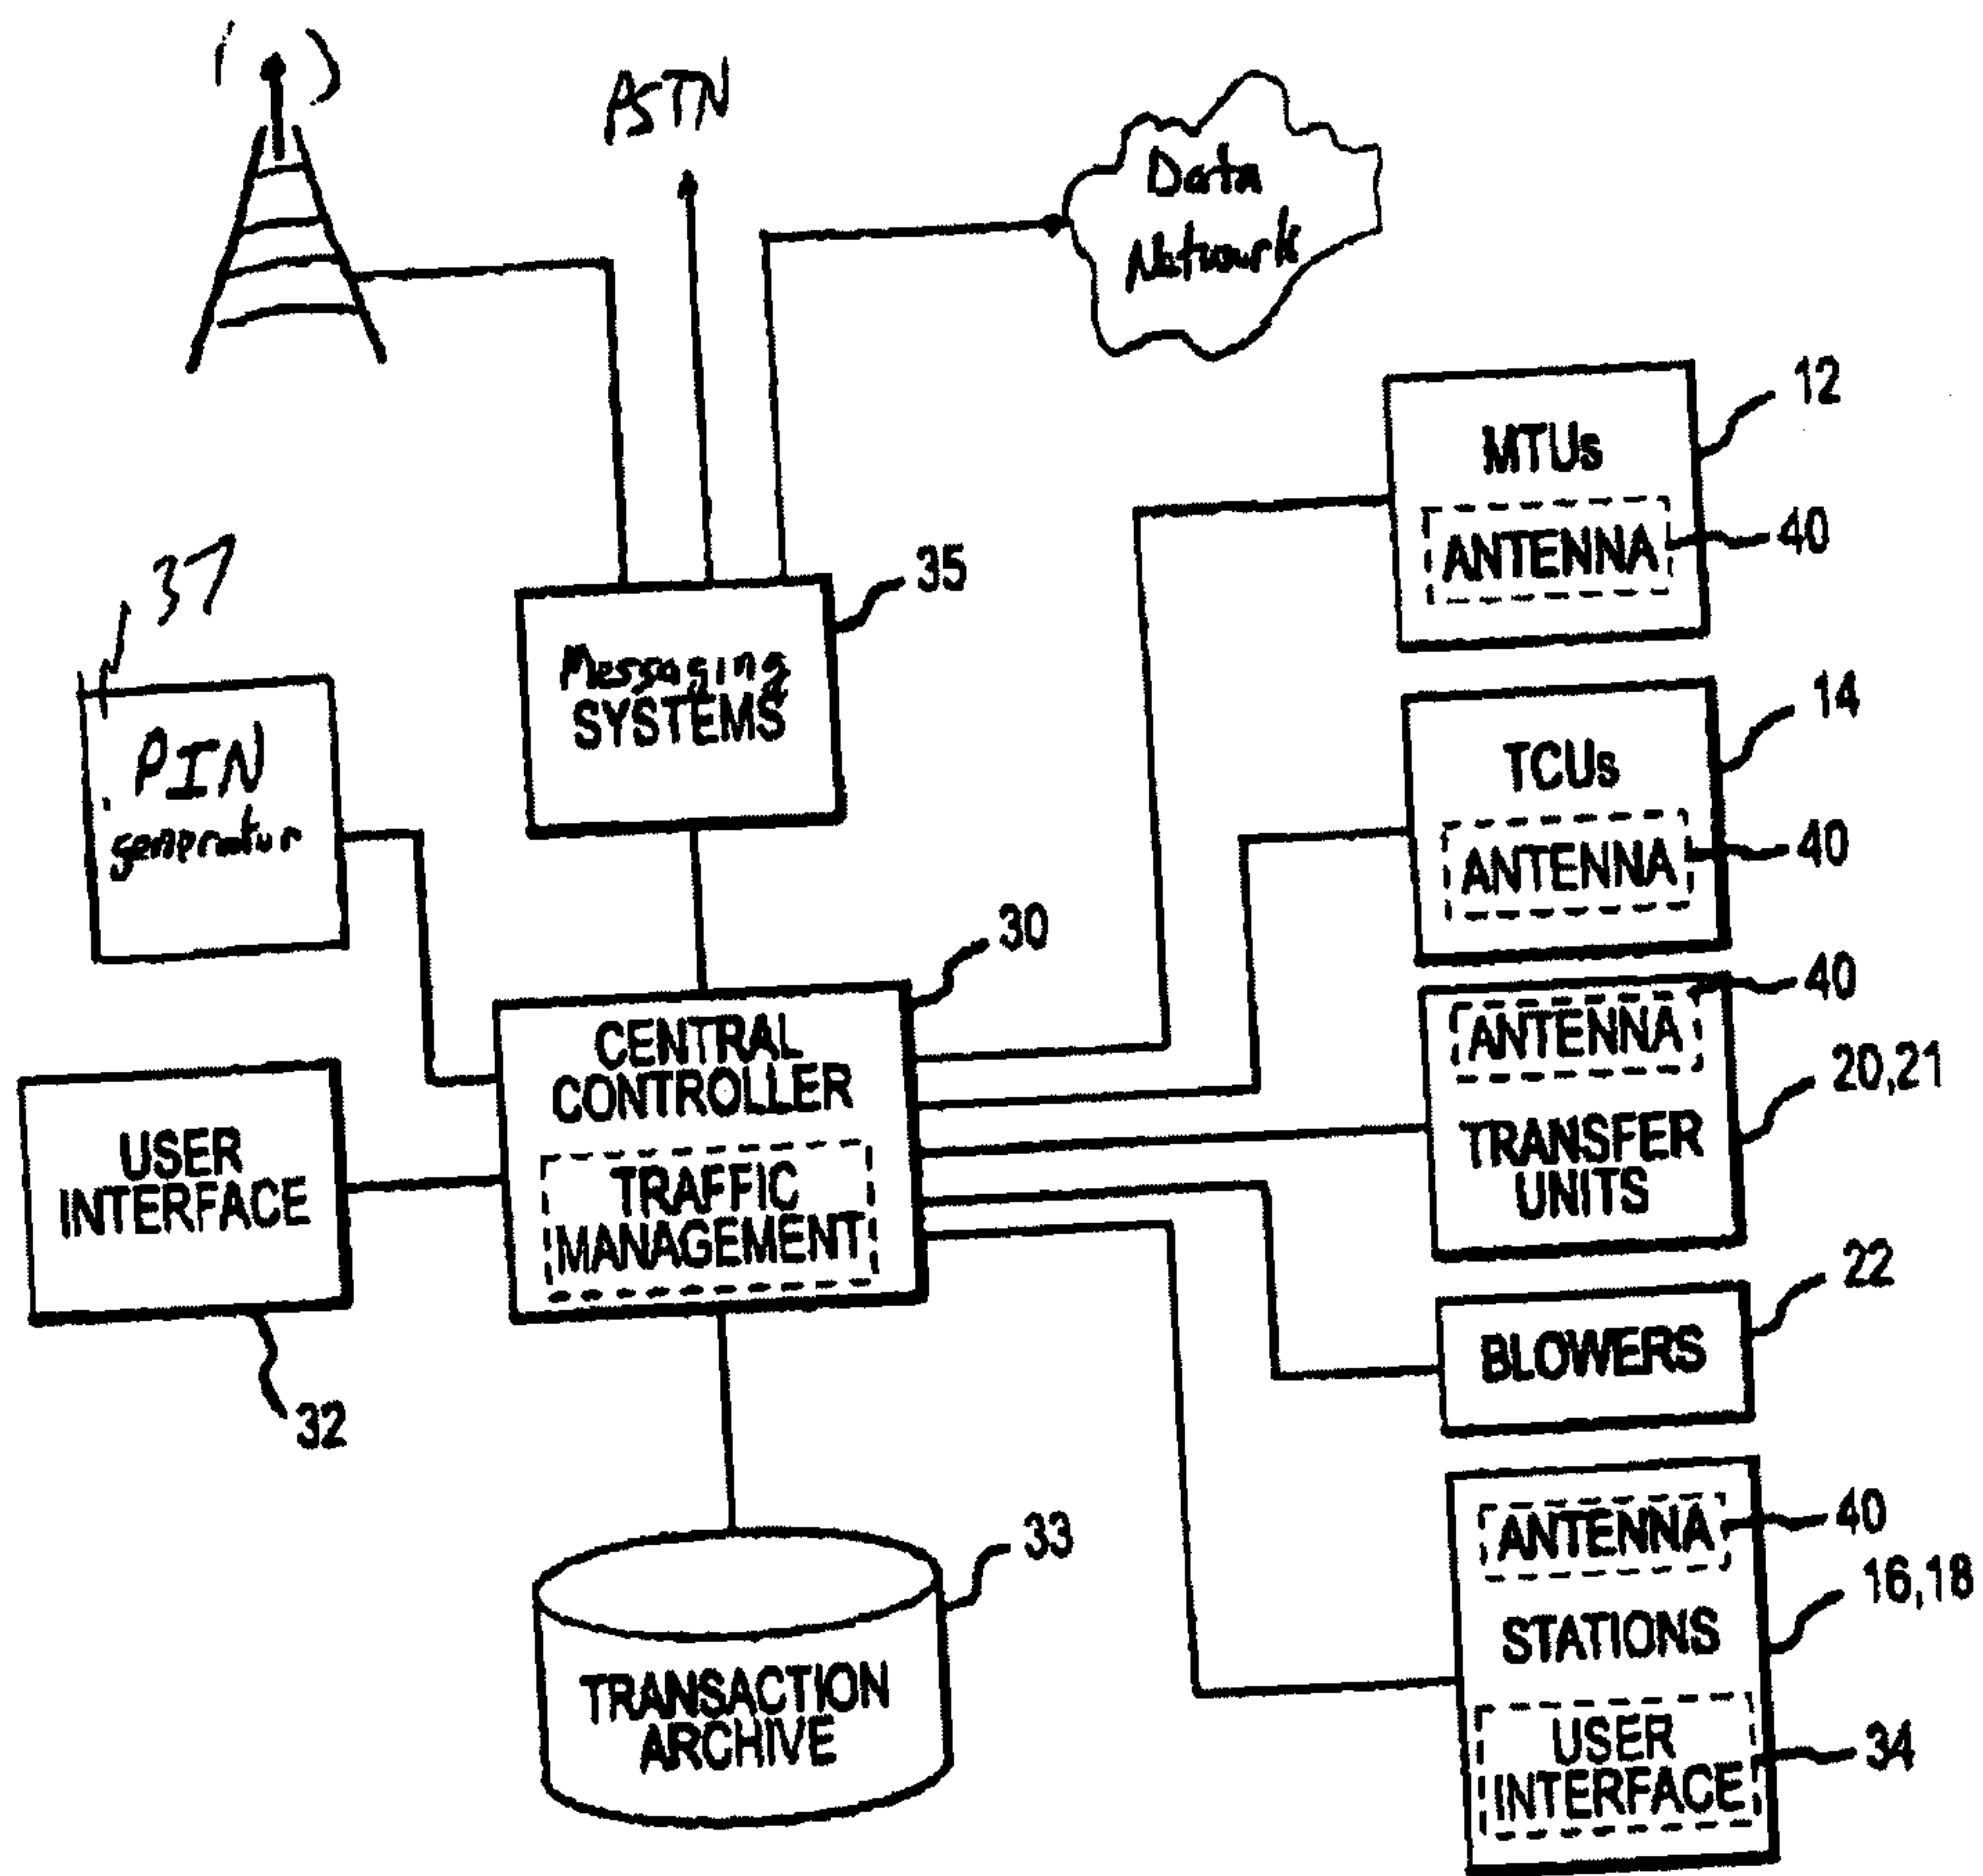 PSTN
Data
Network
12
MTUs
ANTENNA
40
37
35
Messaging
SYSTEMS
14
TCUs
ANTENNA
40
PIN
generator
30
CENTRAL
CONTROLLER
TRAFFIC
MANAGEMENT
40
ANTENNA
20,21
TRANSFER
UNITS
USER
INTERFACE
32
22
BLOWERS
33
TRANSACTION
ARCHIVE
40
ANTENNA
16,18
STATIONS
USER
INTERFACE
34